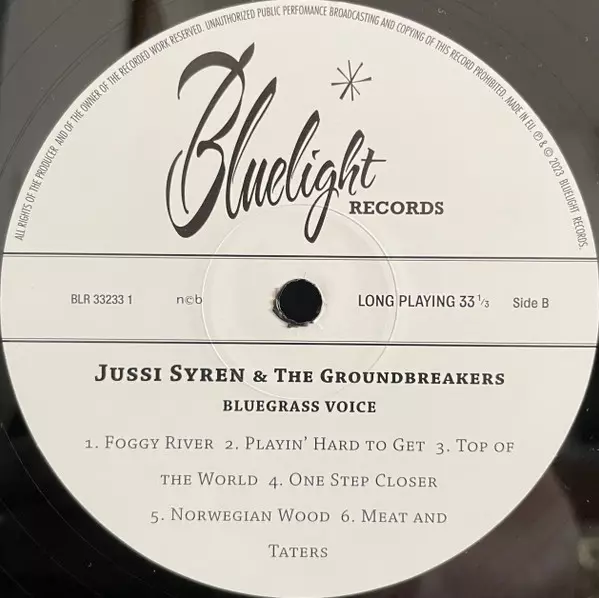 ALL RIGHTS OF THE PRODUCER. AND OF THE OWNER OF THE RECORDED WORK RESERVED. UNAUTHORIZED PUBLIC PERFOMANCE BROADCASTING AND COPYING OF THIS RECORD PROHIBITED. MADE IN EU. ℗ & © 2023 BLUELIGHT RECORDS.
Bluelight
RECORDS
BLR 33233 1 n©b LONG PLAYING 33 1/3 Side B
JUSSI SYREN & THE GROUNDBREAKERS
BLUEGRASS VOICE
1. FOGGY RIVER 2. PLAYIN' HARD TO GET 3. TOP OF
THE WORLD 4. ONE STEP CLOSER
5. NORWEGIAN WOOD 6. MEAT AND
TATERS